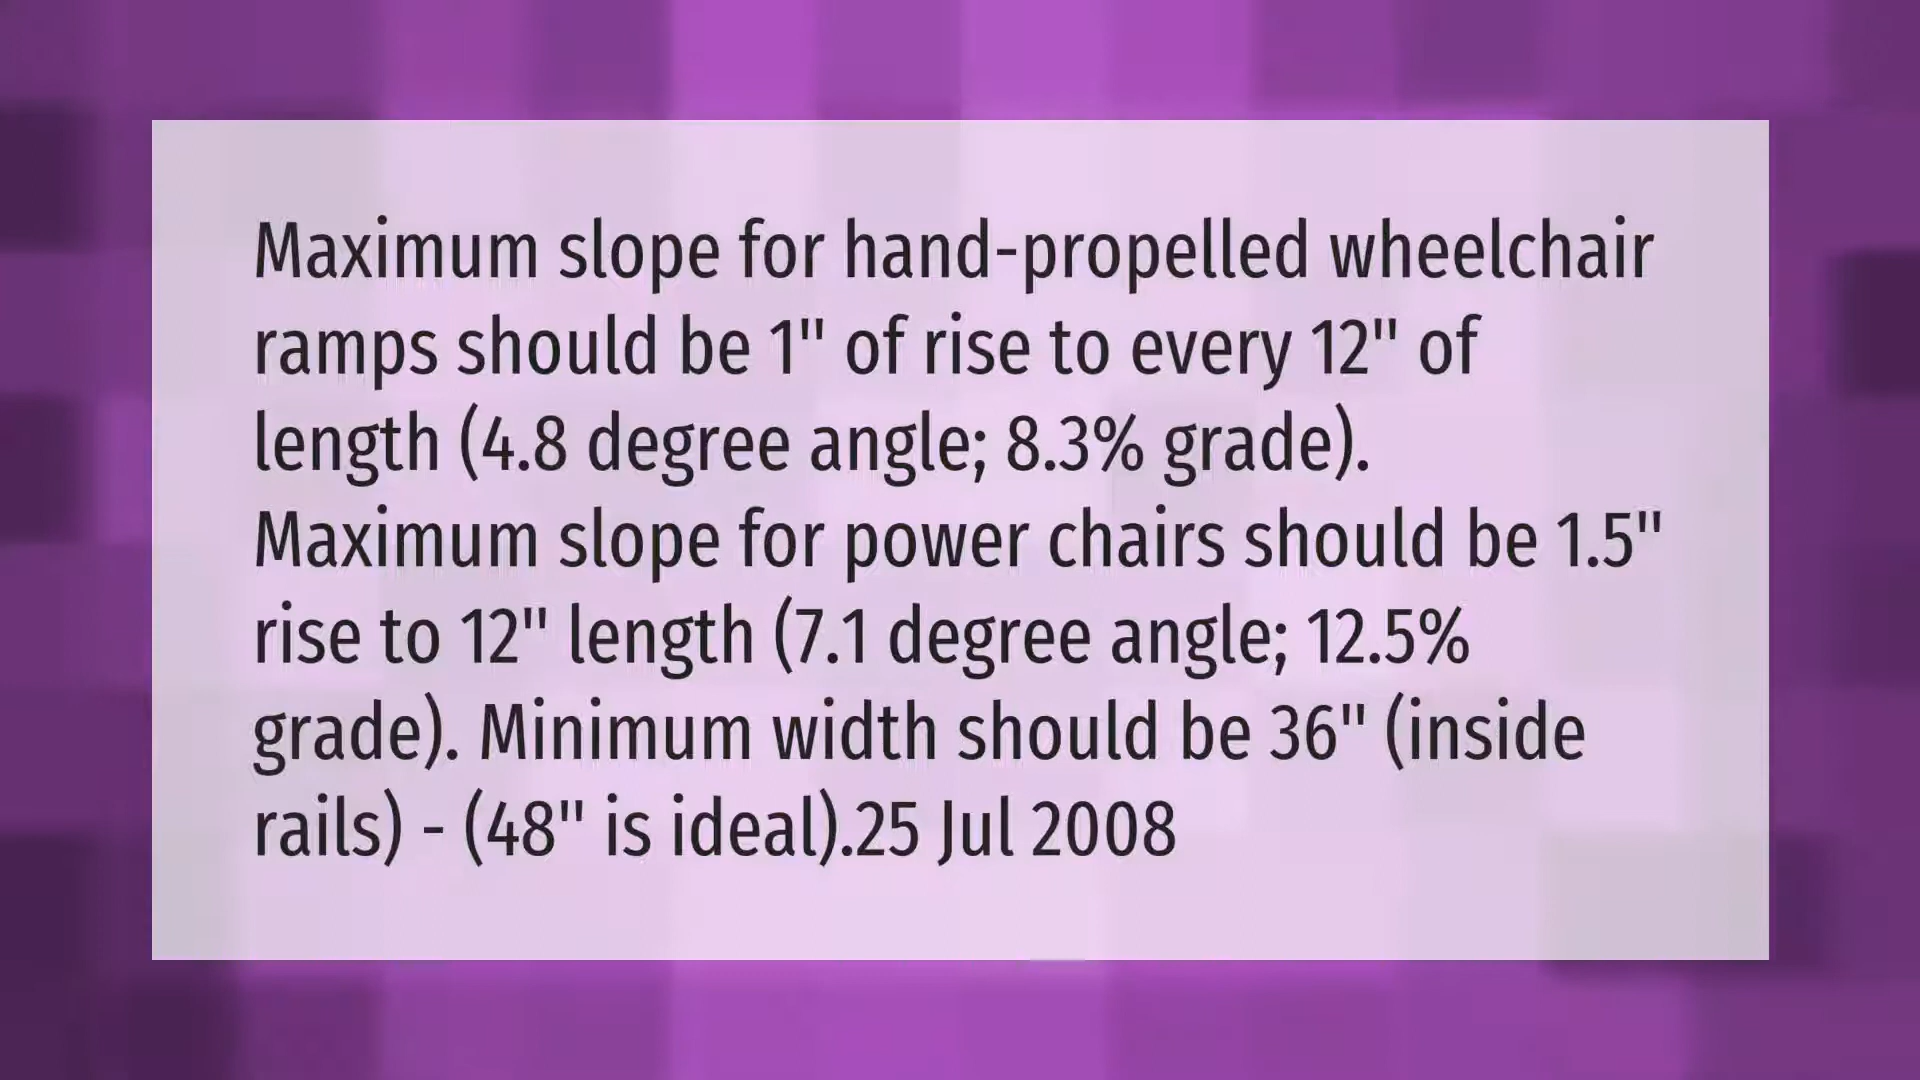 Maximum slope for hand-propelled wheelchair
ramps should be 1" of rise to every 12" of
length (4.8 degree angle; 8.3% grade).
Maximum slope for power chairs should be 1.5"
rise to 12" length (7.1 degree angle; 12.5%
grade). Minimum width should be 36" (inside
rails) - (48" is ideal).25 Jul 2008